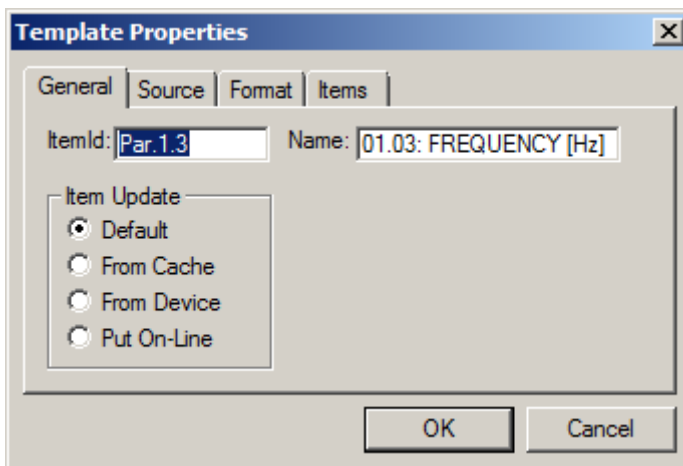 Template Properties
General Source Format Items
ItemId: Par.1.3 Name: 01.03: FREQUENCY [Hz]
Item Update
Default
From Cache
From Device
Put On-Line
OK Cancel